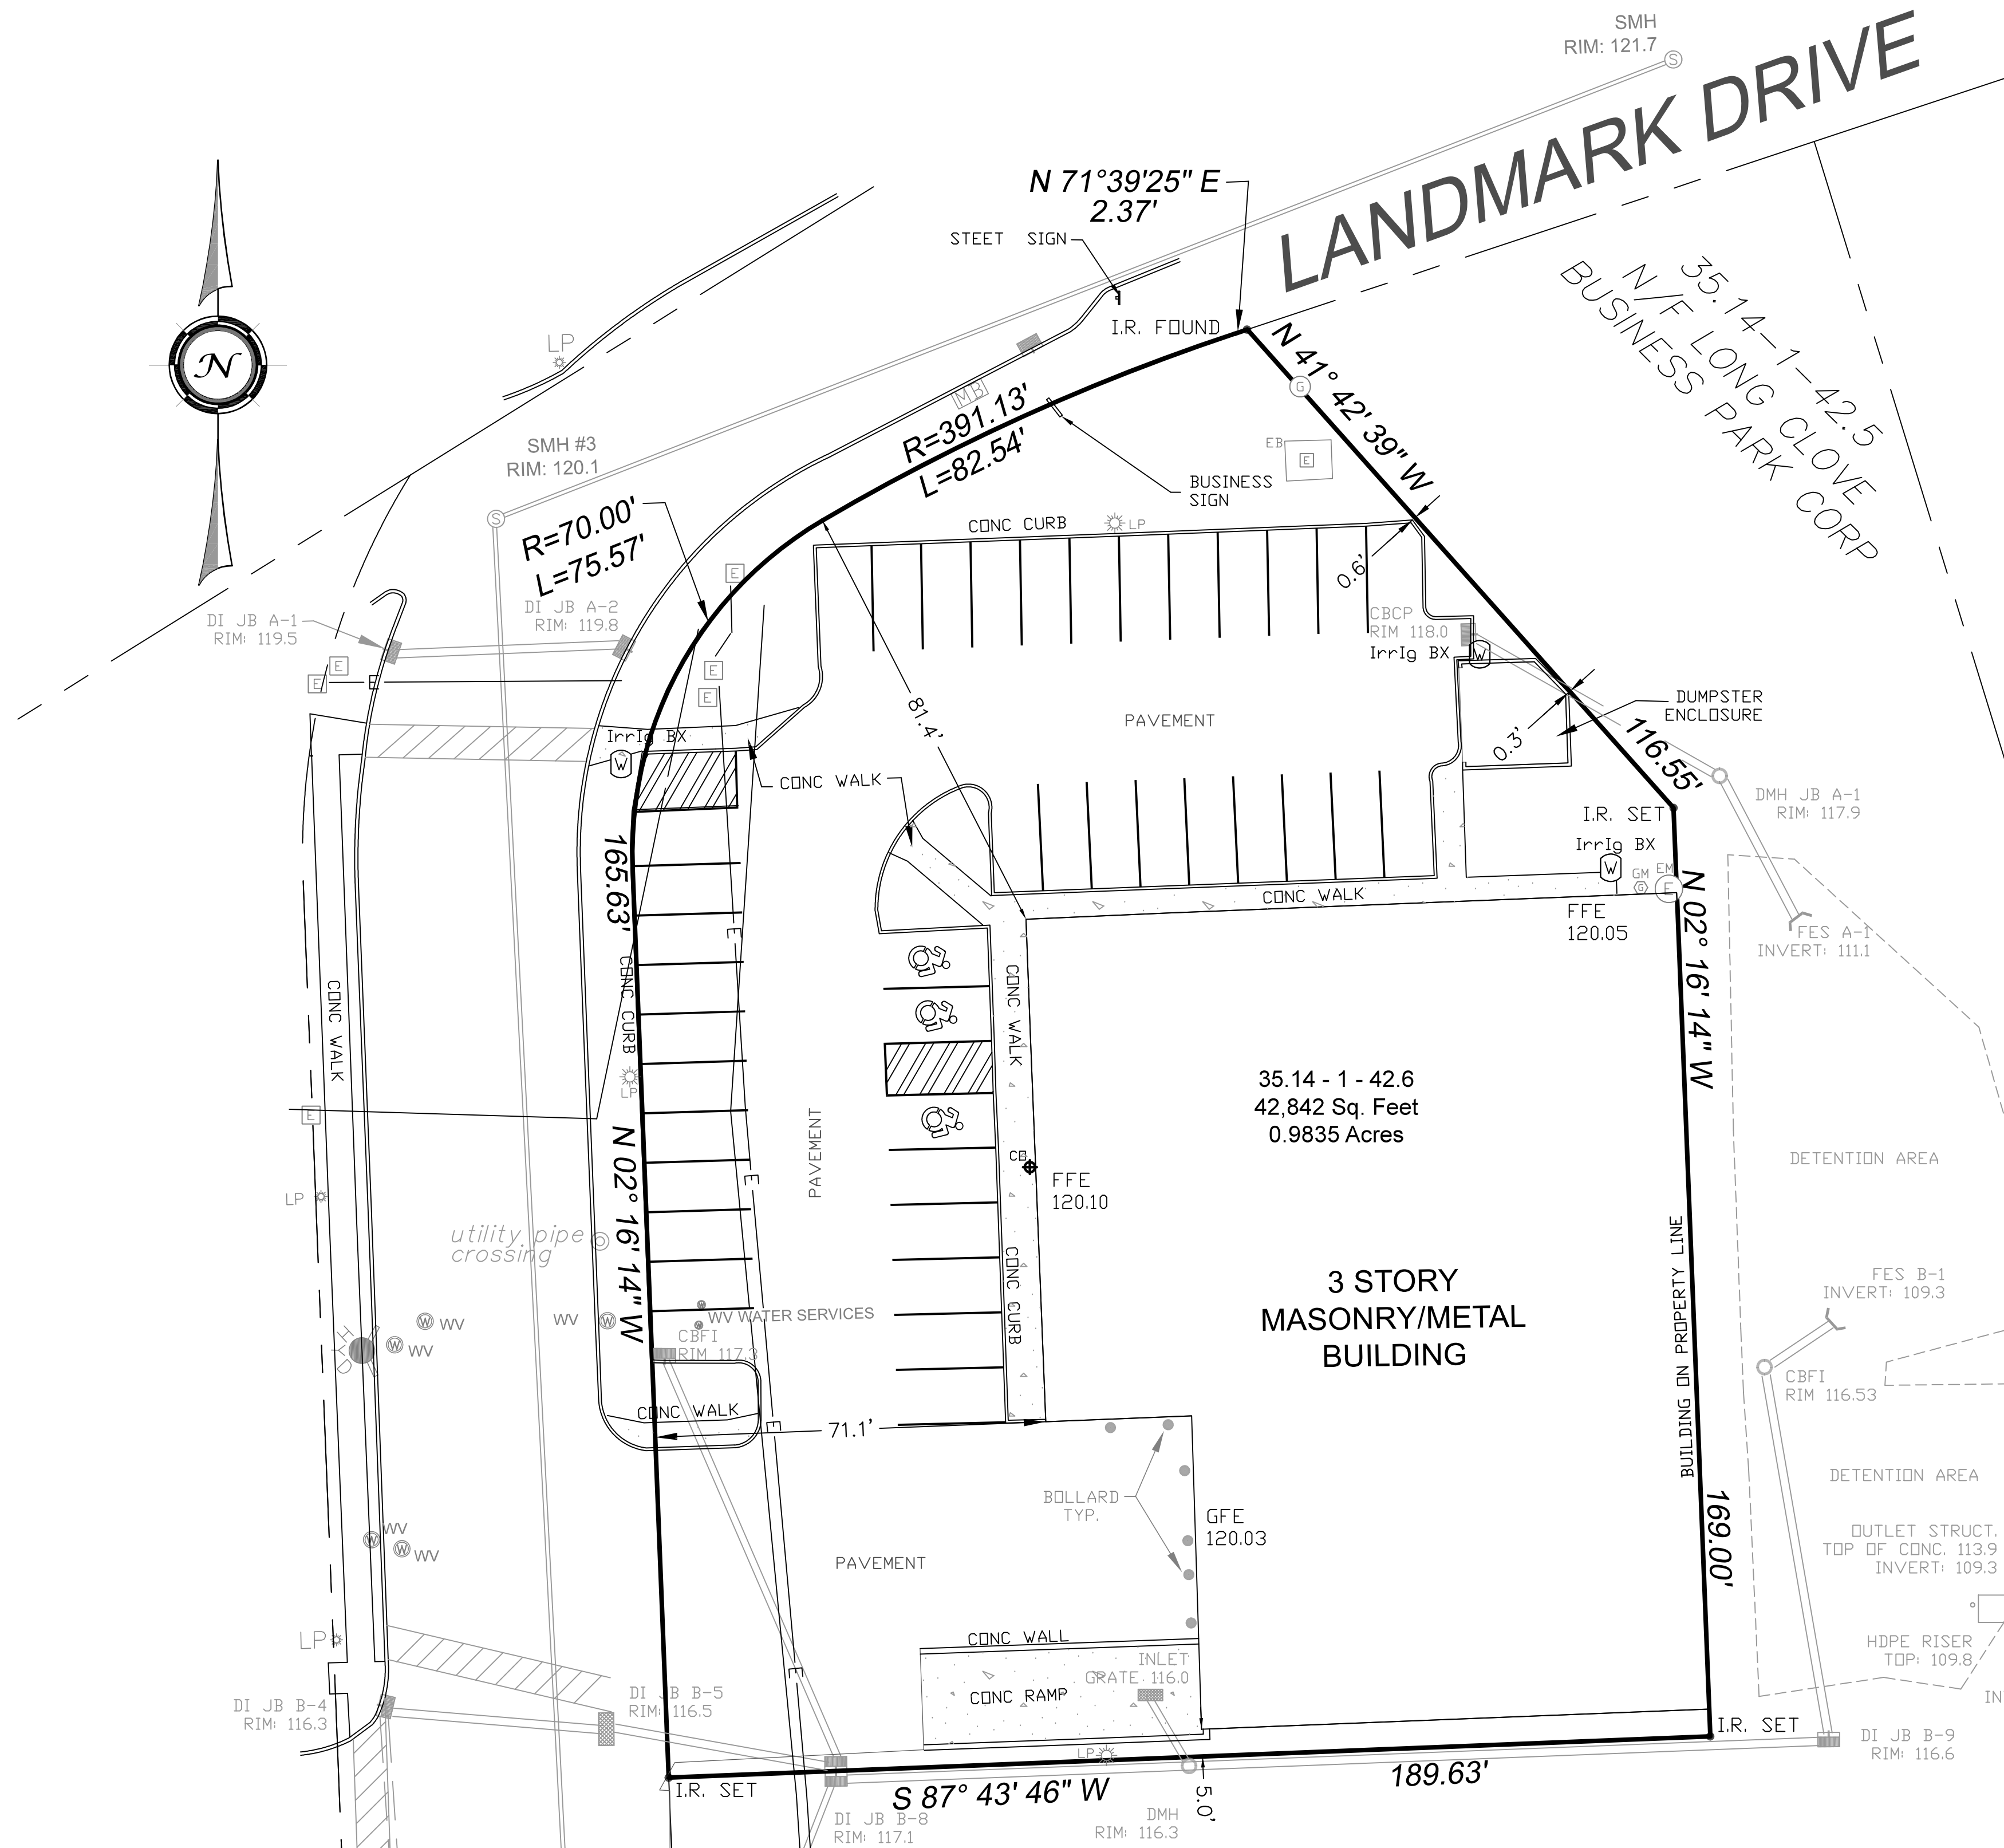 SMH
RIM: 121.7
LANDMARK DRIVE
N 71°39'25" E
2.37'
STEET SIGN
I.R. FOUND
N
LP
35.14-1-42.5
N/F LONG CLOVE
BUSINESS PARK CORP
N 41° 42' 39" W
G
MB
R=391.13'
L=82.54'
EB
E
BUSINESS
SIGN
SMH #3
RIM: 120.1
S
S
R=70.00'
L=75.57'
CONC CURB
LP
0.6'
E
DI JB A-1
RIM: 119.5
DI JB A-2
RIM: 119.8
CBCP
RIM 118.0
IrrIg BX
W
E
E
E
E
E
81.4'
PAVEMENT
DUMPSTER
ENCLOSURE
0.3'
116.55'
IrrIg BX
W
CONC WALK
I.R. SET
DMH JB A-1
RIM: 117.9
IrrIg BX
W
GM
G
EM
E
165.63'
CONC WALK
FFE
120.05
N 02° 16' 14" W
FES A-1
INVERT: 111.1
E
CONC CURB
CONC WALK
CONC WALK
LP
E
35.14 - 1 - 42.6
42,842 Sq. Feet
0.9835 Acres
PAVEMENT
CO
FFE
120.10
E
DETENTION AREA
N 02° 16' 14" W
LP
utility pipe
crossing
CONC CURB
BUILDING ON PROPERTY LINE
3 STORY
MASONRY/METAL
BUILDING
FES B-1
INVERT: 109.3
W
WV
WV
W
W
WV WATER SERVICES
W
HYD
W
WV
CBFI
RIM 117.3
CBFI
RIM 116.53
CONC WALK
E
71.1'
DETENTION AREA
BOLLARD
TYP.
GFE
120.03
169.00'
WV
W
W
WV
OUTLET STRUCT.
TOP OF CONC. 113.9
INVERT: 109.3
PAVEMENT
LP
CONC WALL
INLET
GRATE 116.0
HDPE RISER
TOP: 109.8
E
CONC RAMP
IN
DI JB B-4
RIM: 116.3
DI JB B-5
RIM: 116.5
I.R. SET
DI JB B-9
RIM: 116.6
LP
I.R. SET
S 87° 43' 46" W
189.63'
5.0'
DI JB B-8
RIM: 117.1
DMH
RIM: 116.3